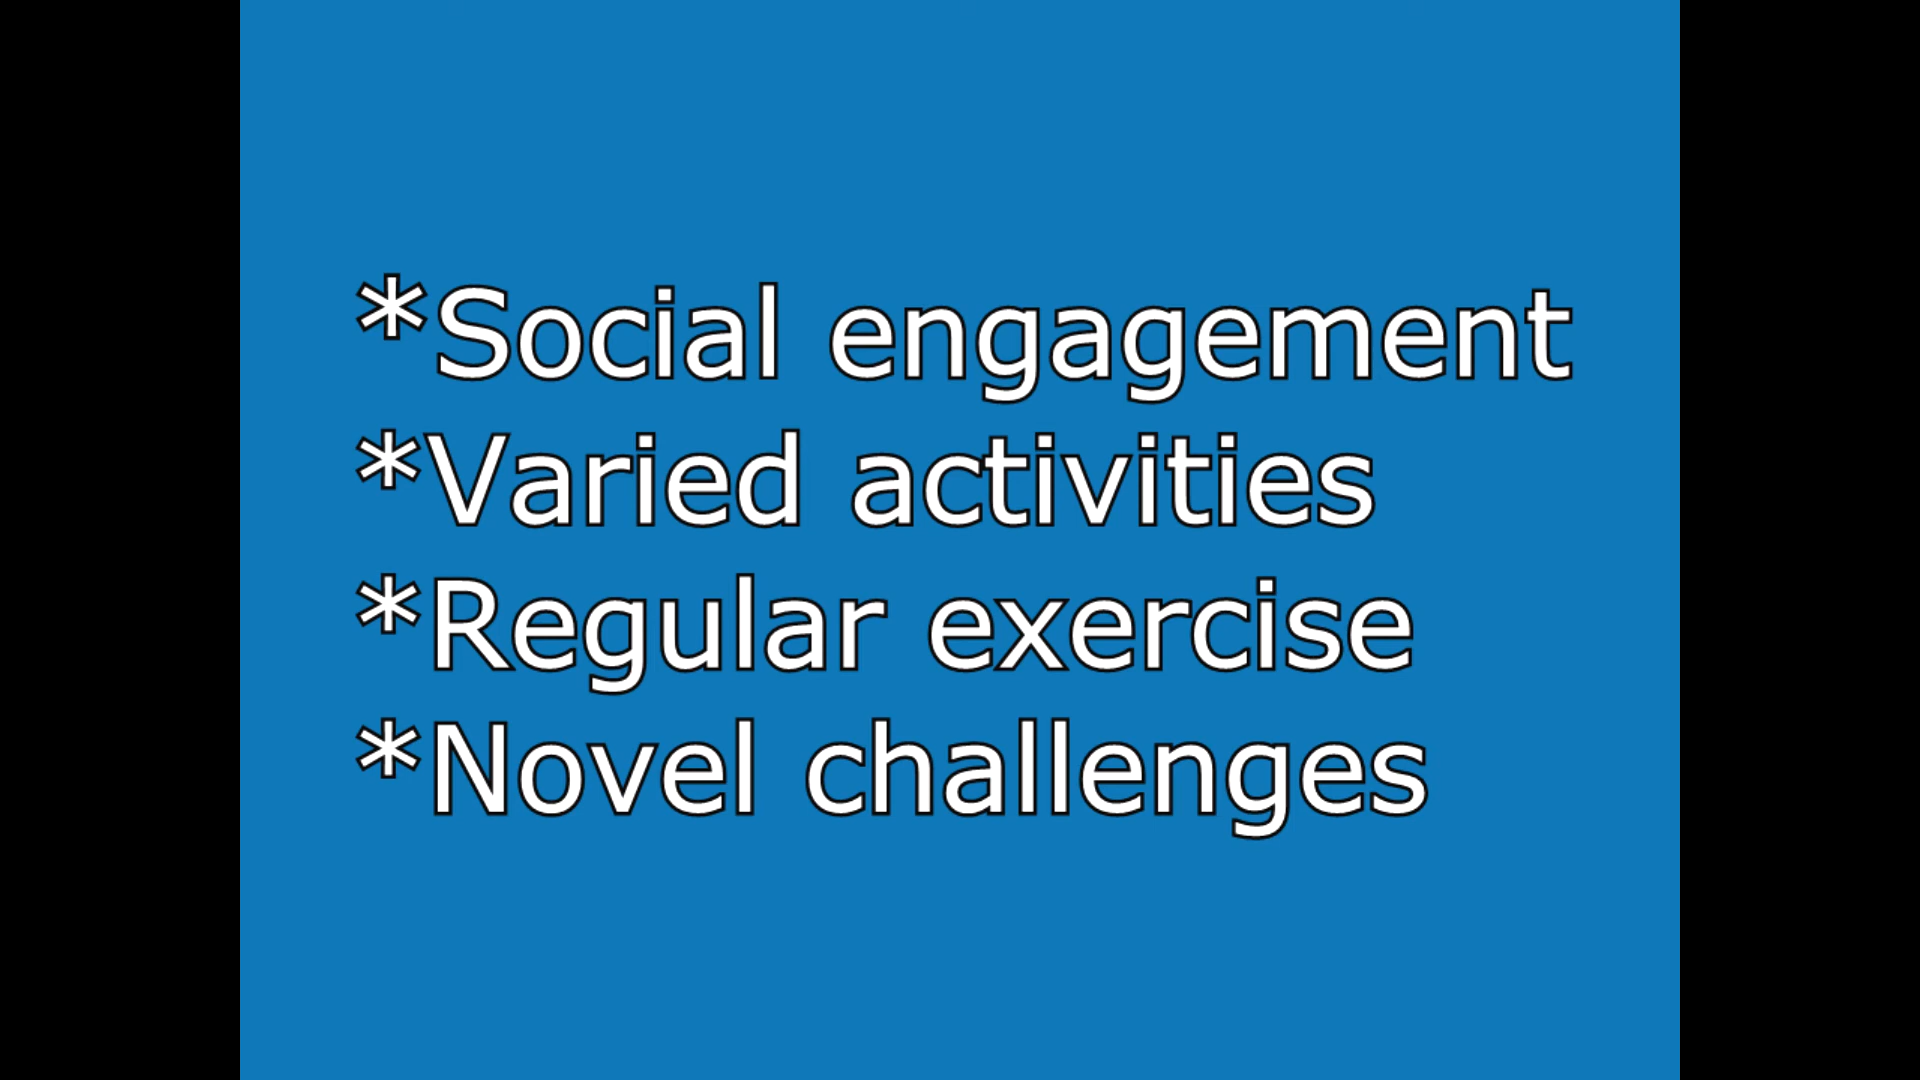 *Social engagement
*Varied activities
*Regular exercise
*Novel challenges